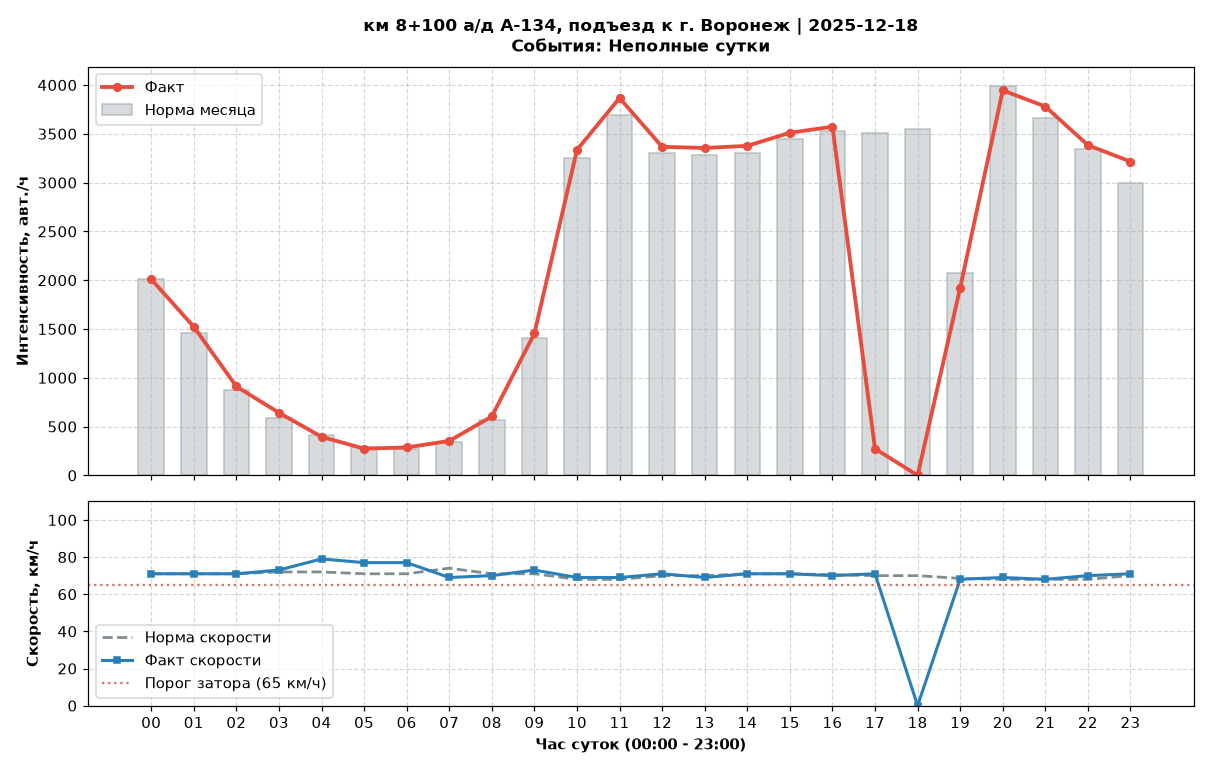 км 8+100 а/д А-134, подъезд к г. Воронеж | 2025-12-18
События: Неполные сутки
Интенсивность, авт./ч
4000
3500
3000
2500
2000
1500
1000
500
0
Факт
Норма месяца
Скорость, км/ч
100
80
60
40
20
0
Норма скорости
Факт скорости
Порог затора (65 км/ч)
00 01 02 03 04 05 06 07 08 09 10 11 12 13 14 15 16 17 18 19 20 21 22 23
Час суток (00:00 - 23:00)